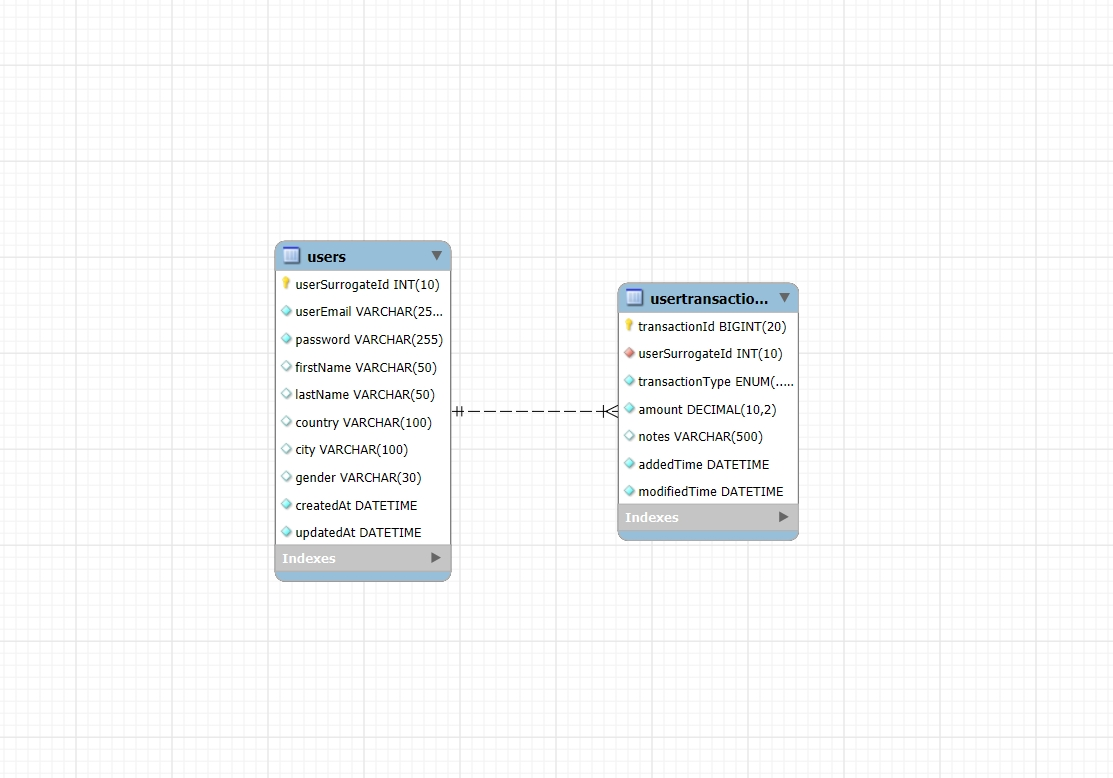 users
userSurrogateId INT(10)
userEmail VARCHAR(25...
password VARCHAR(255)
firstName VARCHAR(50)
lastName VARCHAR(50)
country VARCHAR(100)
city VARCHAR(100)
gender VARCHAR(30)
createdAt DATETIME
updatedAt DATETIME
Indexes
usertransactio...
transactionId BIGINT(20)
userSurrogateId INT(10)
transactionType ENUM(.....
amount DECIMAL(10,2)
notes VARCHAR(500)
addedTime DATETIME
modifiedTime DATETIME
Indexes